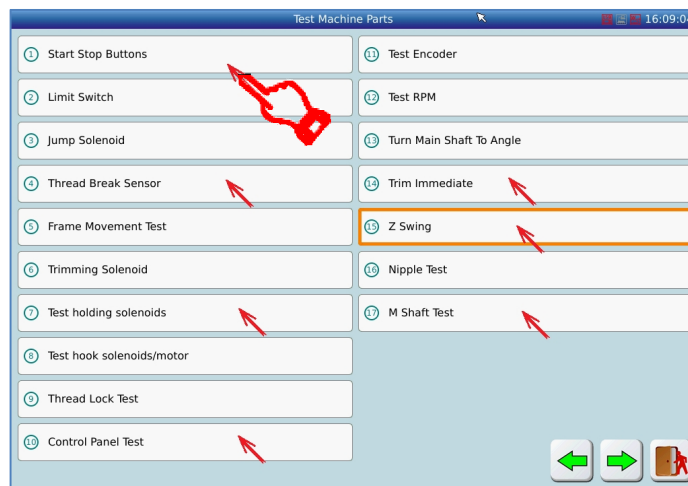 Test Machine Parts
16:09:04
1 Start Stop Buttons
2 Limit Switch
3 Jump Solenoid
4 Thread Break Sensor
5 Frame Movement Test
6 Trimming Solenoid
7 Test holding solenoids
8 Test hook solenoids/motor
9 Thread Lock Test
10 Control Panel Test
11 Test Encoder
12 Test RPM
13 Turn Main Shaft To Angle
14 Trim Immediate
15 Z Swing
16 Nipple Test
17 M Shaft Test